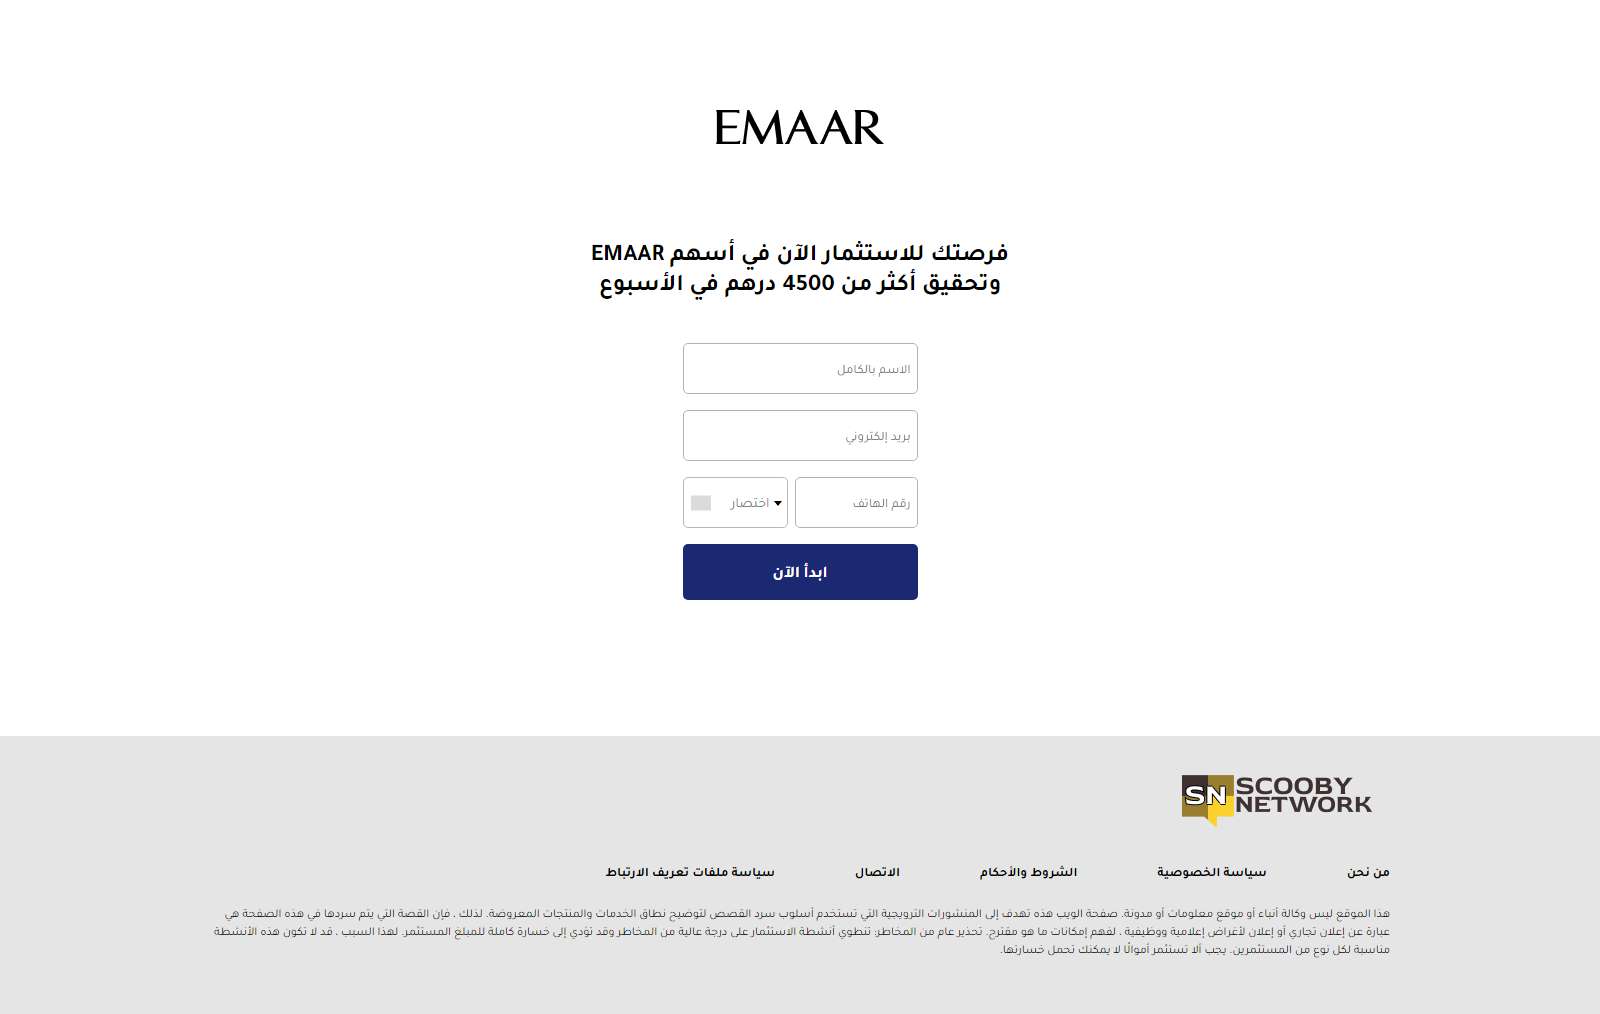 EMAAR
فرصتك للاستثمار الآن في أسهم EMAAR
وتحقيق أكثر من 4500 درهم في الأسبوع
الاسم بالكامل
بريد إلكتروني
رقم الهاتف
اختصار
ابدأ الآن
SN SCOOBY
NETWORK
من نحن
سياسة الخصوصية
الشروط والأحكام
الاتصال
سياسة ملفات تعريف الارتباط
هذا الموقع ليس وكالة أنباء أو موقع معلومات أو مدونة. صفحة الويب هذه تهدف إلى المنشورات الترويجية التي تستخدم أسلوب سرد القصص لتوضيح نطاق الخدمات والمنتجات المعروضة. لذلك ، فإن القصة التي يتم سردها في هذه الصفحة هي
عبارة عن إعلان تجاري أو إعلان لأغراض إعلامية ووظيفية ، لفهم إمكانات ما هو مقترح. تحذير عام من المخاطر: تنطوي أنشطة الاستثمار على درجة عالية من المخاطر وقد تؤدي إلى خسارة كاملة للمبلغ المستثمر. لهذا السبب ، قد لا تكون هذه الأنشطة
مناسبة لكل نوع من المستثمرين. يجب ألا تستثمر أموالًا لا يمكنك تحمل خسارتها.